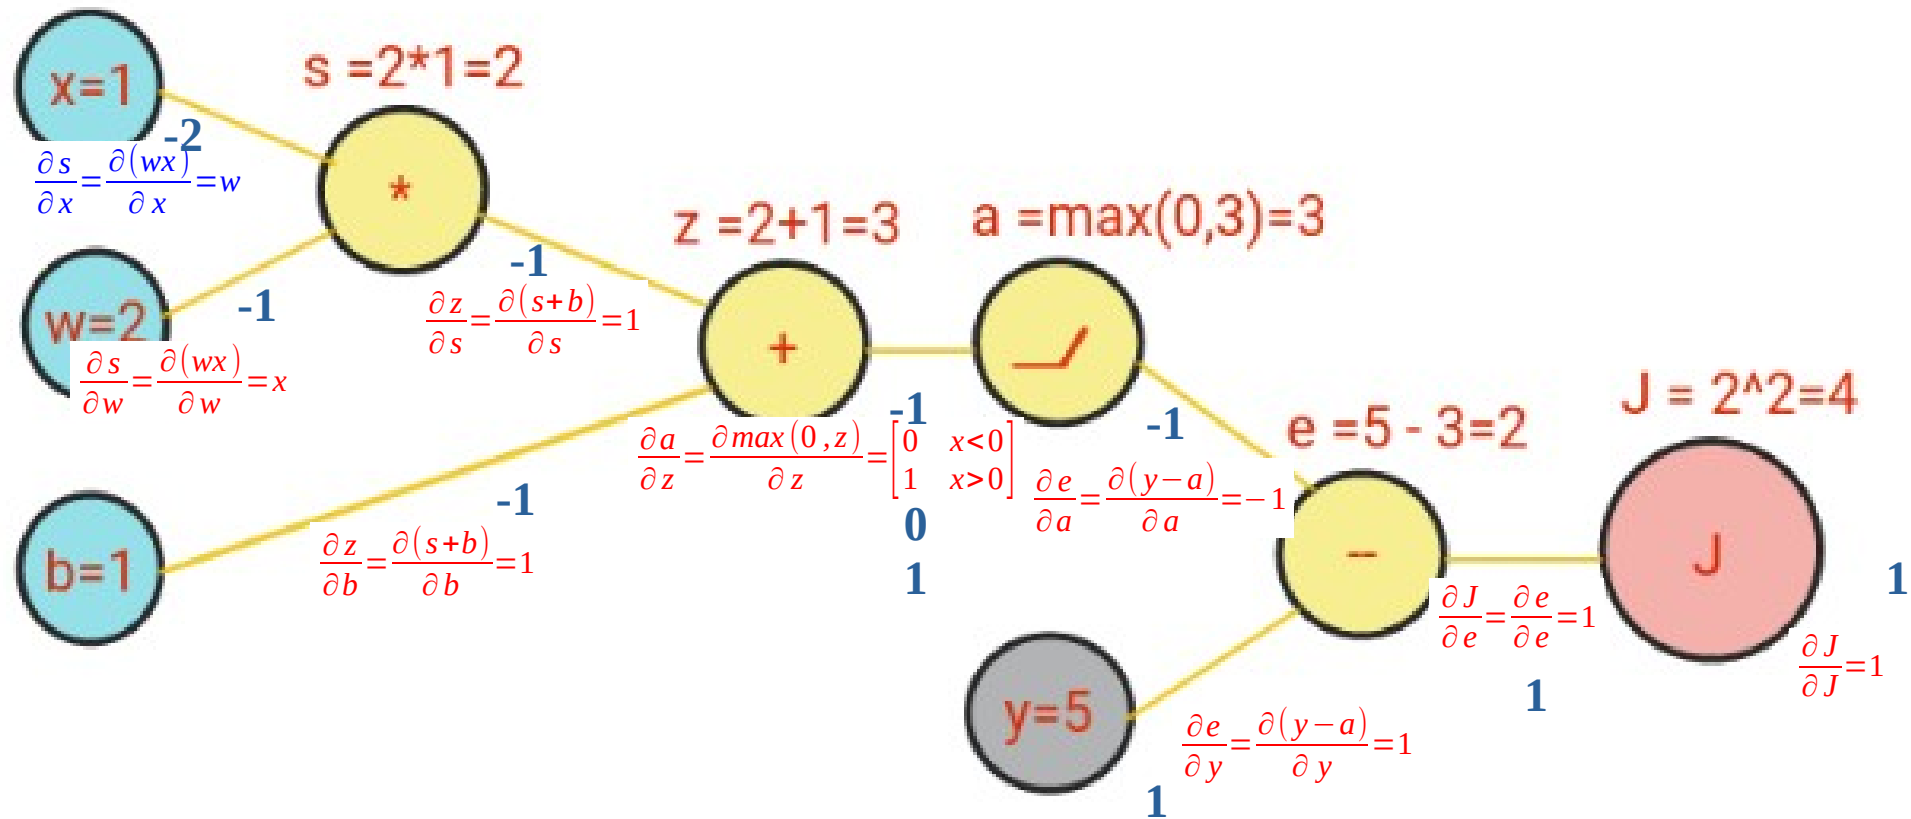 x=1
s =2*1=2
-2
∂s/∂x=∂(wx)/∂x=w
*
w=2
-1
∂s/∂w=∂(wx)/∂w=x
-1
∂z/∂s=∂(s+b)/∂s=1
z =2+1=3
+
a =max(0,3)=3
-1
∂a/∂z=∂max(0,z)/∂z=[0 x<0
1 x>0]
0
1
-1
∂e/∂a=∂(y−a)/∂a=−1
b=1
-1
∂z/∂b=∂(s+b)/∂b=1
e =5 - 3=2
−
J = 2^2=4
J
1
∂J/∂J=1
∂J/∂e=∂e/∂e=1
1
y=5
∂e/∂y=∂(y−a)/∂y=1
1